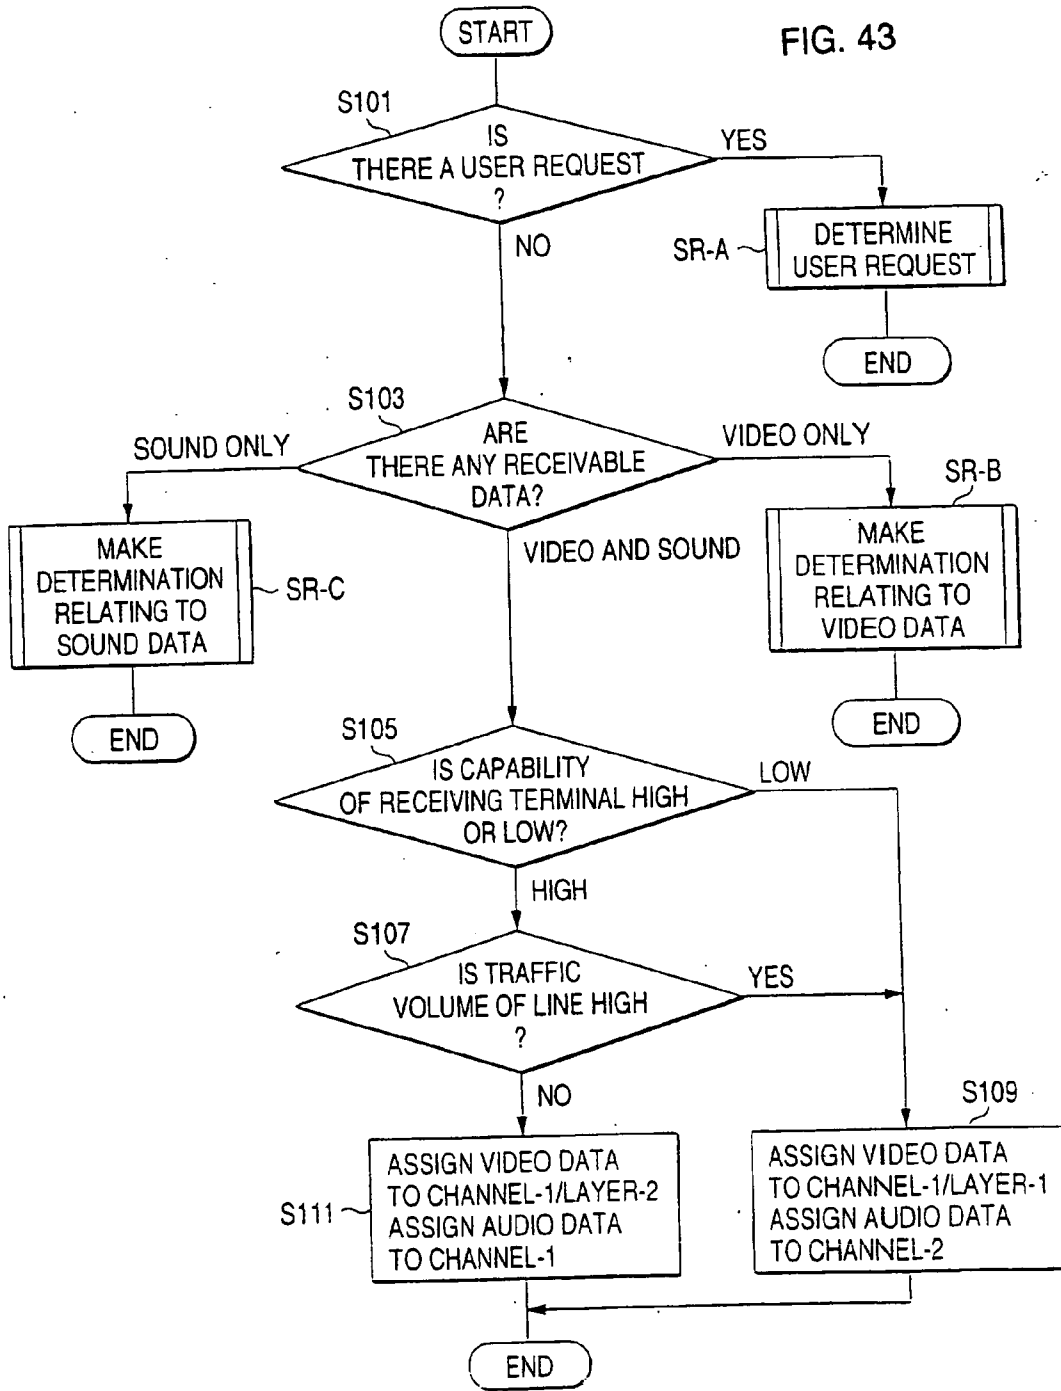 START
FIG. 43
S101
IS
THERE A USER REQUEST
?
YES
NO
SR-A
DETERMINE
USER REQUEST
END
S103
ARE
THERE ANY RECEIVABLE
DATA?
SOUND ONLY
VIDEO ONLY
VIDEO AND SOUND
MAKE
DETERMINATION
RELATING TO
SOUND DATA
SR-C
END
SR-B
MAKE
DETERMINATION
RELATING TO
VIDEO DATA
END
S105
IS CAPABILITY
OF RECEIVING TERMINAL HIGH
OR LOW?
LOW
HIGH
S107
IS TRAFFIC
VOLUME OF LINE HIGH
?
YES
NO
S111
ASSIGN VIDEO DATA
TO CHANNEL-1/LAYER-2
ASSIGN AUDIO DATA
TO CHANNEL-1
S109
ASSIGN VIDEO DATA
TO CHANNEL-1/LAYER-1
ASSIGN AUDIO DATA
TO CHANNEL-2
END